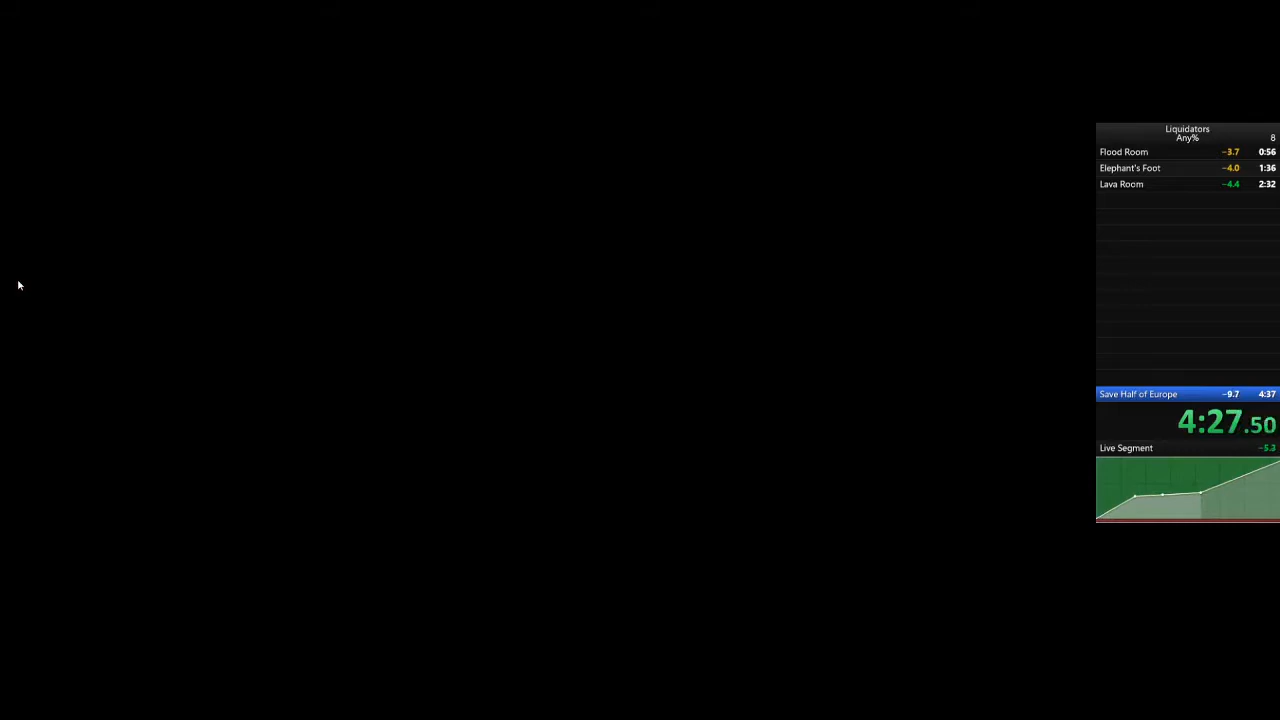 Liquidators
Any% 8
Flood Room −3.7 0:56
Elephant's Foot −4.0 1:36
Lava Room −4.4 2:32
Save Half of Europe −9.7 4:37
4:27.50
Live Segment −5.3